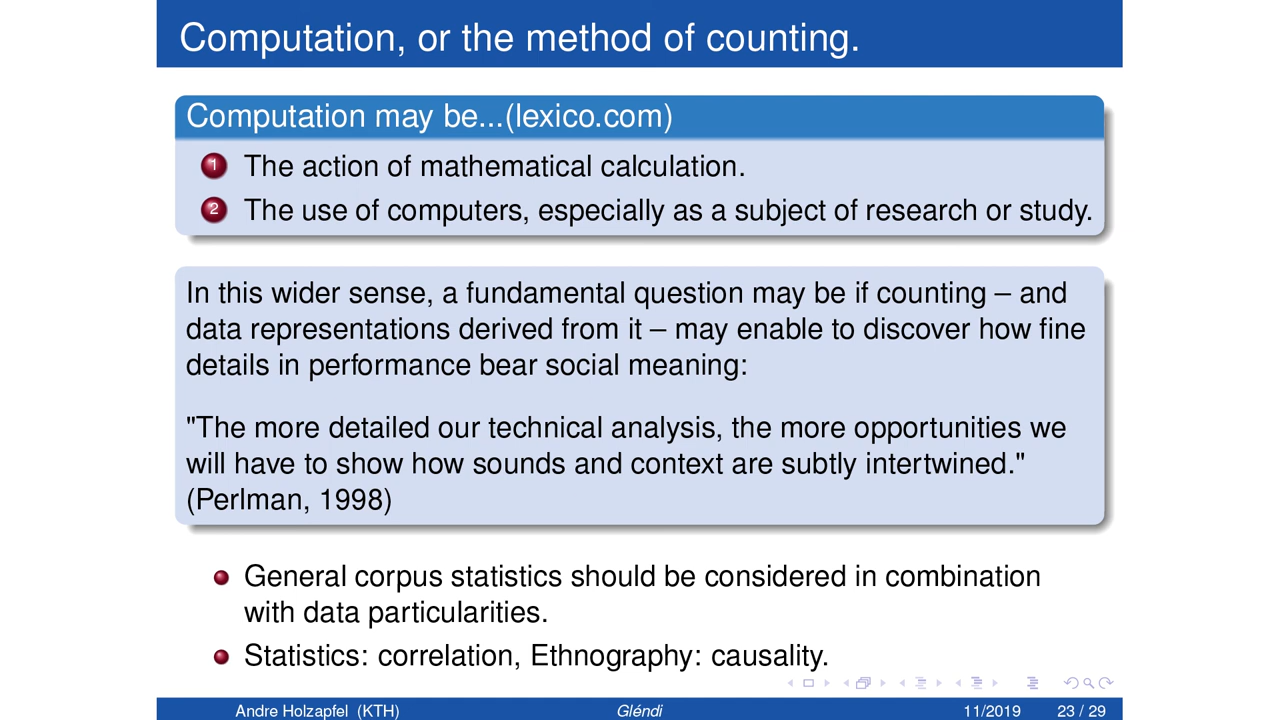 Computation, or the method of counting.
Computation may be...(lexico.com)
1 The action of mathematical calculation.
2 The use of computers, especially as a subject of research or study.
In this wider sense, a fundamental question may be if counting – and
data representations derived from it – may enable to discover how fine
details in performance bear social meaning:
"The more detailed our technical analysis, the more opportunities we
will have to show how sounds and context are subtly intertwined."
(Perlman, 1998)
General corpus statistics should be considered in combination
with data particularities.
Statistics: correlation, Ethnography: causality.
Andre Holzapfel (KTH) Gléndi 11/2019 23 / 29